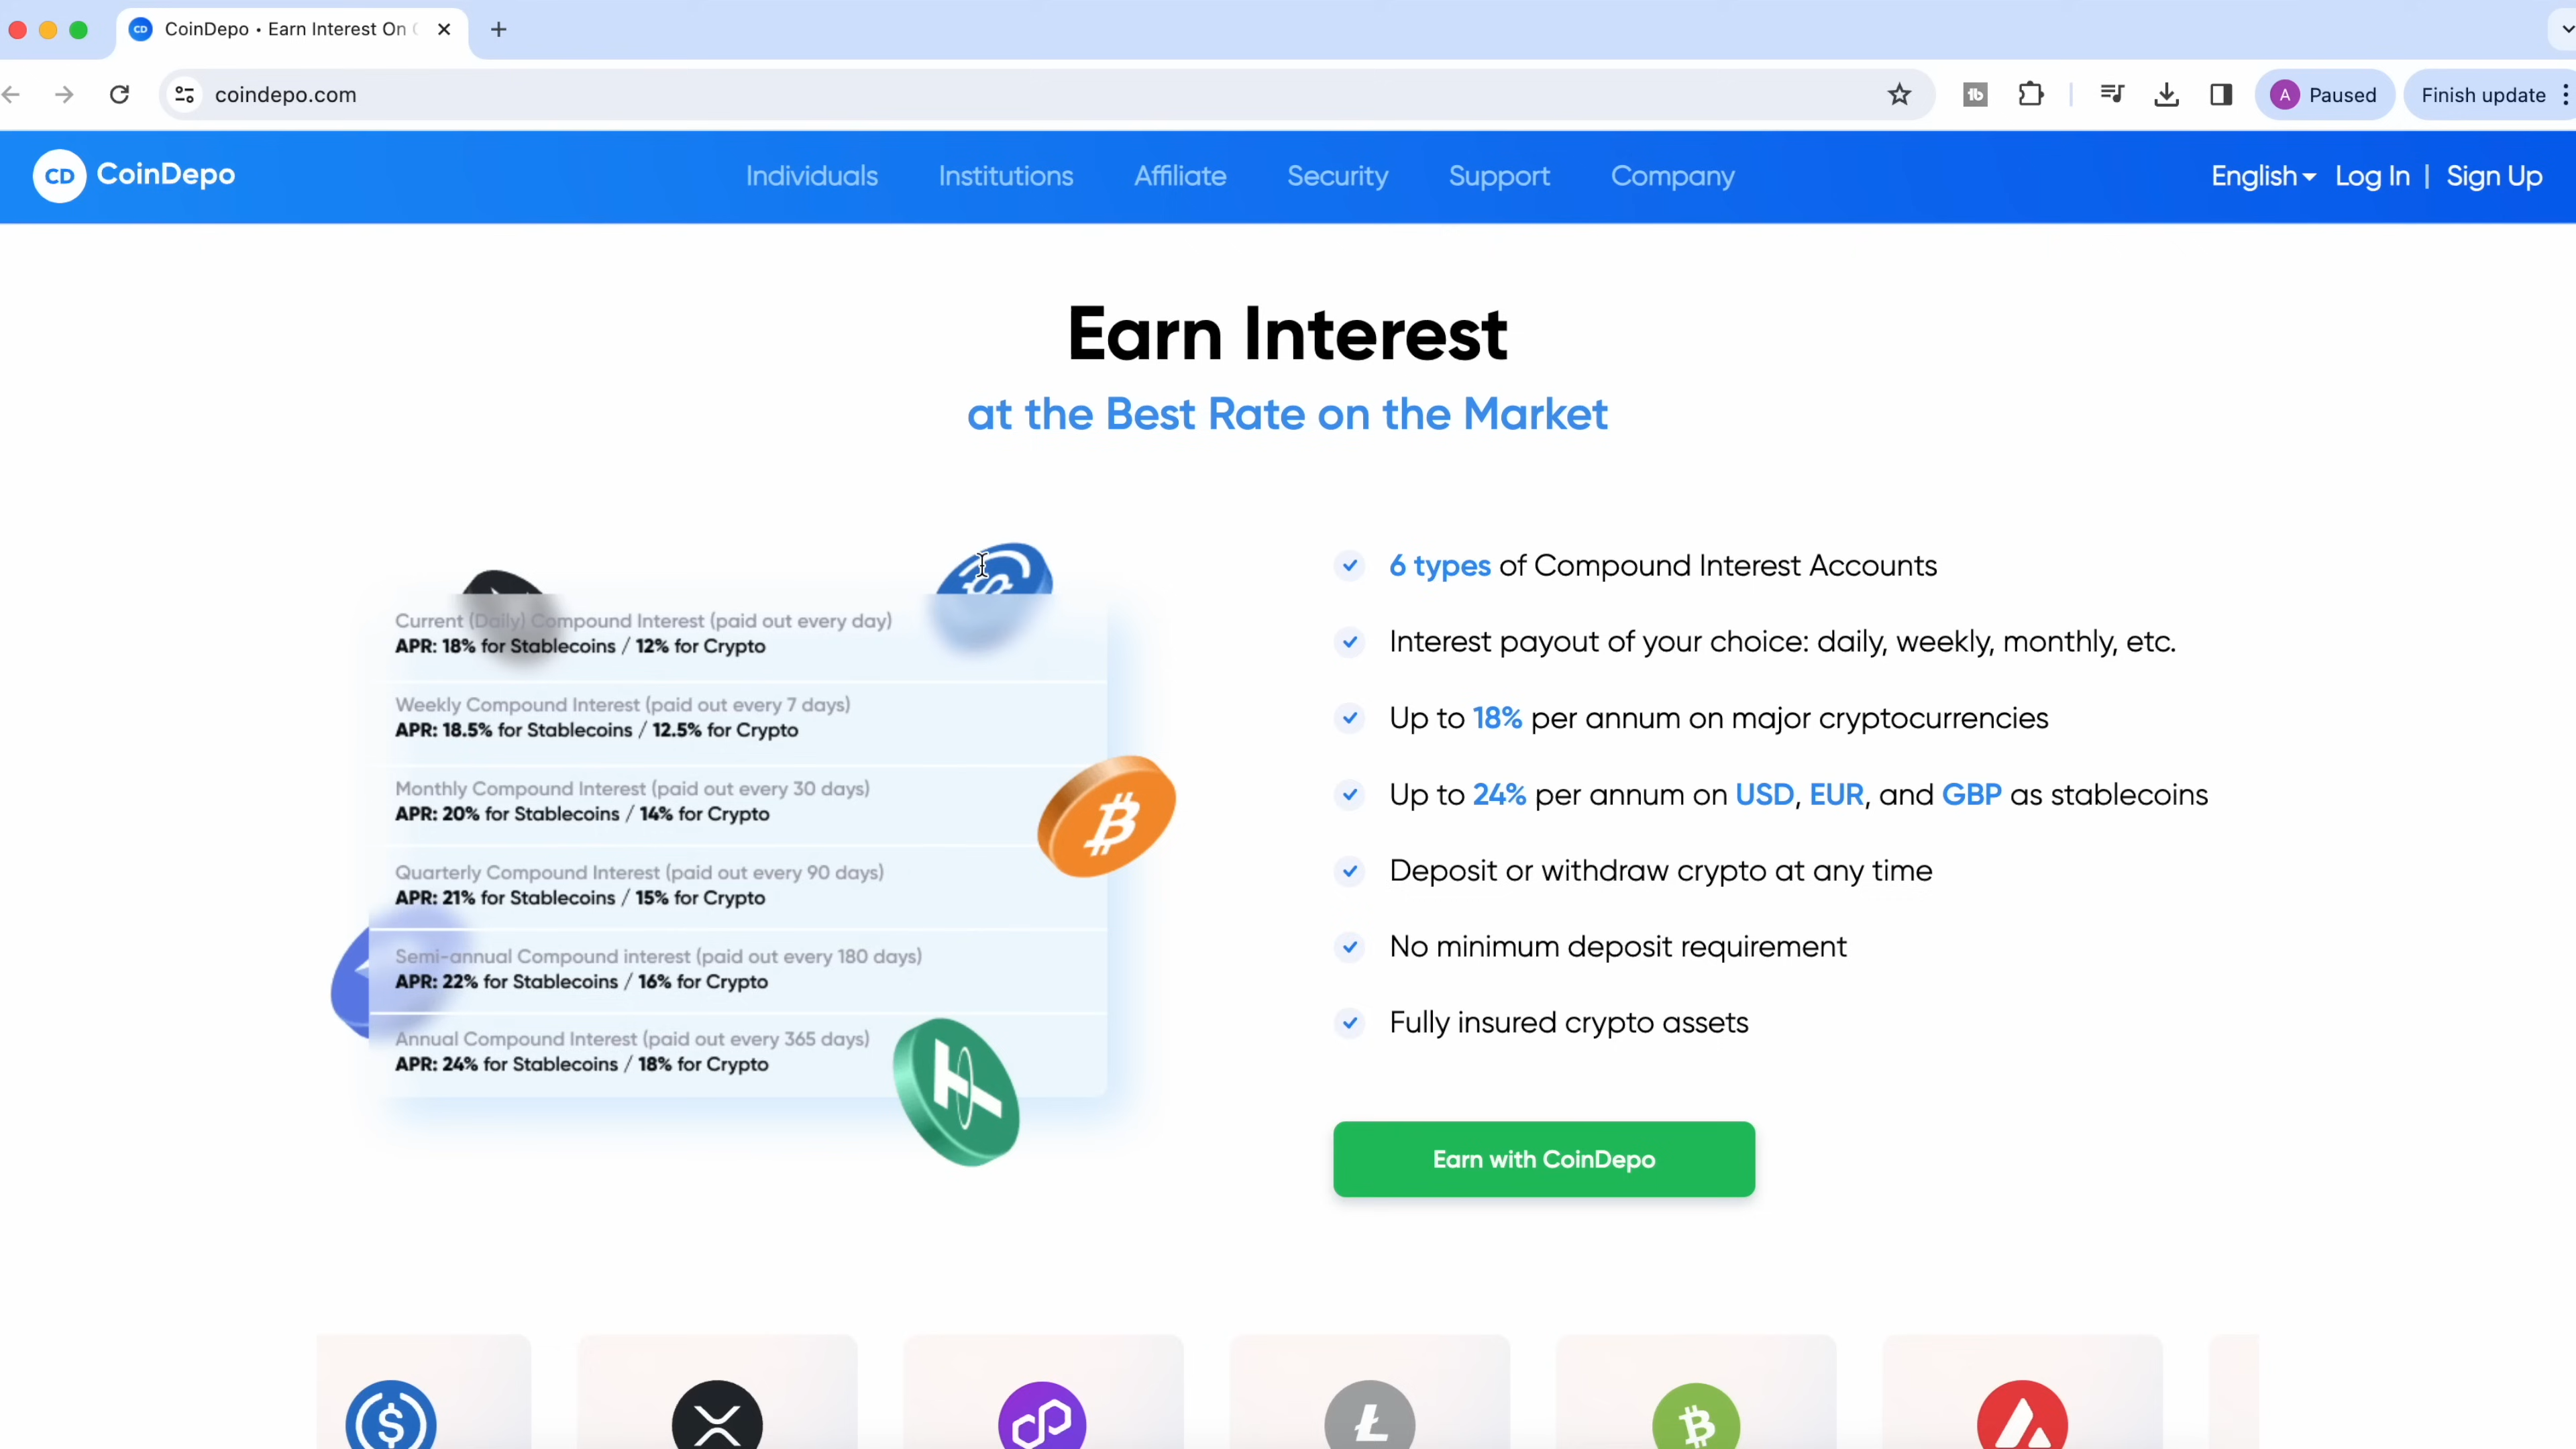 CoinDepo • Earn Interest On
coindepo.com
A Paused
Finish update
CD CoinDepo
Individuals
Institutions
Affiliate
Security
Support
Company
English
Log In | Sign Up
Earn Interest
at the Best Rate on the Market
Current (Daily) Compound Interest (paid out every day)
APR: 18% for Stablecoins / 12% for Crypto
Weekly Compound Interest (paid out every 7 days)
APR: 18.5% for Stablecoins / 12.5% for Crypto
Monthly Compound Interest (paid out every 30 days)
APR: 20% for Stablecoins / 14% for Crypto
Quarterly Compound Interest (paid out every 90 days)
APR: 21% for Stablecoins / 15% for Crypto
Semi-annual Compound interest (paid out every 180 days)
APR: 22% for Stablecoins / 16% for Crypto
Annual Compound Interest (paid out every 365 days)
APR: 24% for Stablecoins / 18% for Crypto
6 types of Compound Interest Accounts
Interest payout of your choice: daily, weekly, monthly, etc.
Up to 18% per annum on major cryptocurrencies
Up to 24% per annum on USD, EUR, and GBP as stablecoins
Deposit or withdraw crypto at any time
No minimum deposit requirement
Fully insured crypto assets
Earn with CoinDepo